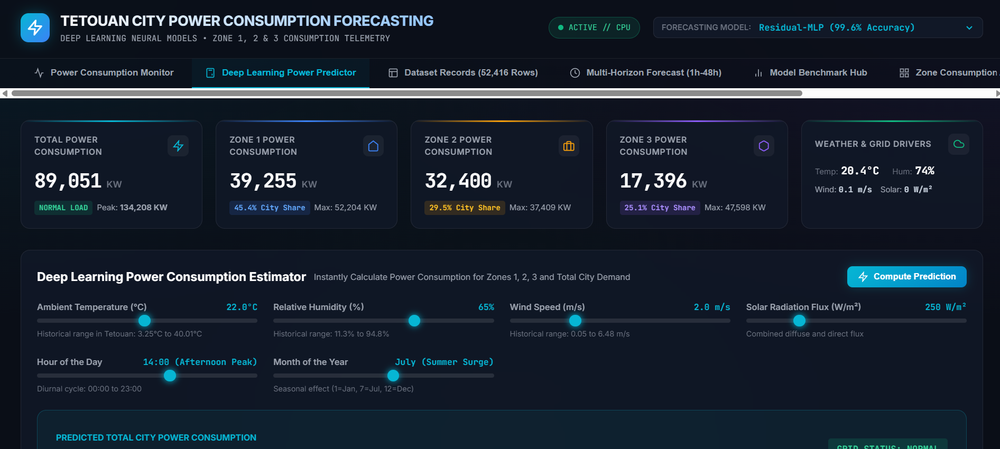 TETOUAN CITY POWER CONSUMPTION FORECASTING
DEEP LEARNING NEURAL MODELS • ZONE 1, 2 & 3 CONSUMPTION TELEMETRY
ACTIVE // CPU
FORECASTING MODEL: Residual-MLP (99.6% Accuracy)
Power Consumption Monitor
Deep Learning Power Predictor
Dataset Records (52,416 Rows)
Multi-Horizon Forecast (1h-48h)
Model Benchmark Hub
Zone Consumption
TOTAL POWER
CONSUMPTION
89,051 KW
NORMAL LOAD Peak: 134,208 KW
ZONE 1 POWER
CONSUMPTION
39,255 KW
45.4% City Share Max: 52,204 KW
ZONE 2 POWER
CONSUMPTION
32,400 KW
29.5% City Share Max: 37,409 KW
ZONE 3 POWER
CONSUMPTION
17,396 KW
25.1% City Share Max: 47,598 KW
WEATHER & GRID DRIVERS
Temp: 20.4°C Hum: 74%
Wind: 0.1 m/s Solar: 0 W/m²
Deep Learning Power Consumption Estimator Instantly Calculate Power Consumption for Zones 1, 2, 3 and Total City Demand
Compute Prediction
Ambient Temperature (°C) 22.0°C
Historical range in Tetouan: 3.25°C to 40.01°C
Relative Humidity (%) 65%
Historical range: 11.3% to 94.8%
Wind Speed (m/s) 2.0 m/s
Historical range: 0.05 to 6.48 m/s
Solar Radiation Flux (W/m²) 250 W/m²
Combined diffuse and direct flux
Hour of the Day 14:00 (Afternoon Peak)
Diurnal cycle: 00:00 to 23:00
Month of the Year July (Summer Surge)
Seasonal effect (1=Jan, 7=Jul, 12=Dec)
PREDICTED TOTAL CITY POWER CONSUMPTION
GRID STATUS: NORMAL